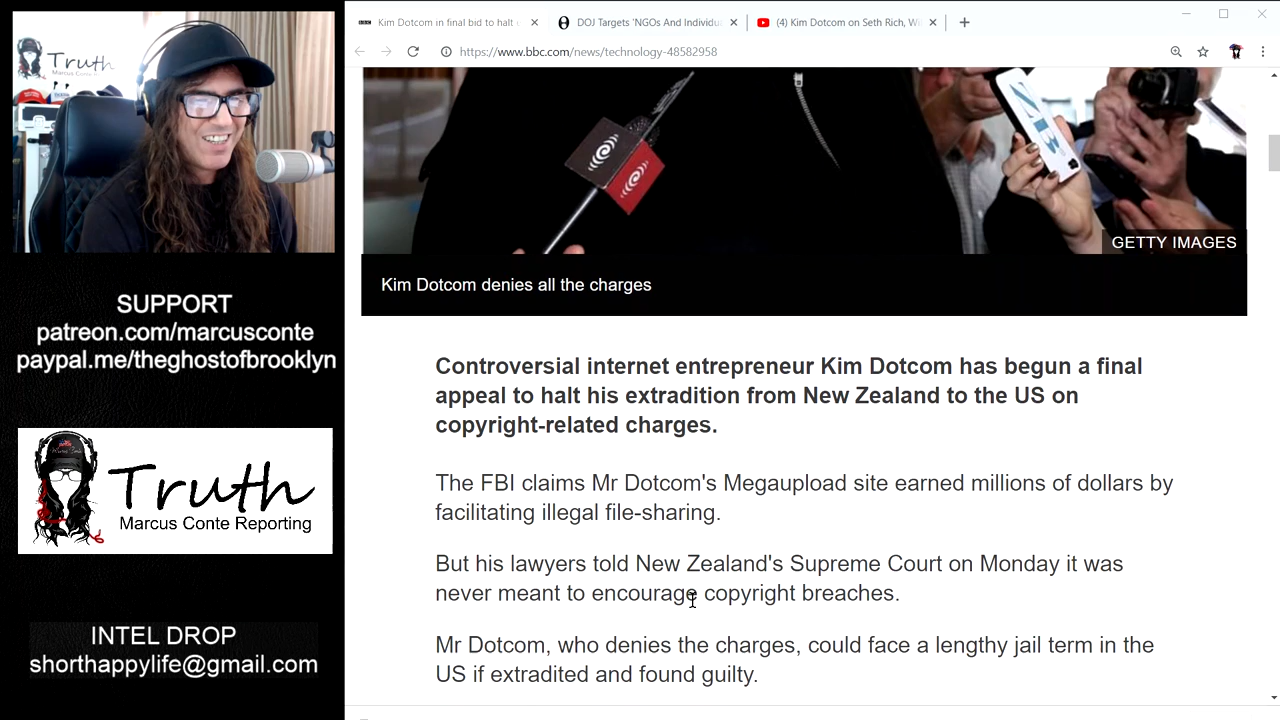 Truth
Marcus Conte Reporting
SUPPORT
patreon.com/marcusconte
paypal.me/theghostofbrooklyn
Truth
Marcus Conte Reporting
INTEL DROP
shorthappylife@gmail.com
BBC
Kim Dotcom in final bid to halt
DOJ Targets 'NGOs And Individu
(4) Kim Dotcom on Seth Rich, Wi
https://www.bbc.com/news/technology-48582958
GETTY IMAGES
Kim Dotcom denies all the charges
Controversial internet entrepreneur Kim Dotcom has begun a final
appeal to halt his extradition from New Zealand to the US on
copyright-related charges.
The FBI claims Mr Dotcom's Megaupload site earned millions of dollars by
facilitating illegal file-sharing.
But his lawyers told New Zealand's Supreme Court on Monday it was
never meant to encourage copyright breaches.
Mr Dotcom, who denies the charges, could face a lengthy jail term in the
US if extradited and found guilty.